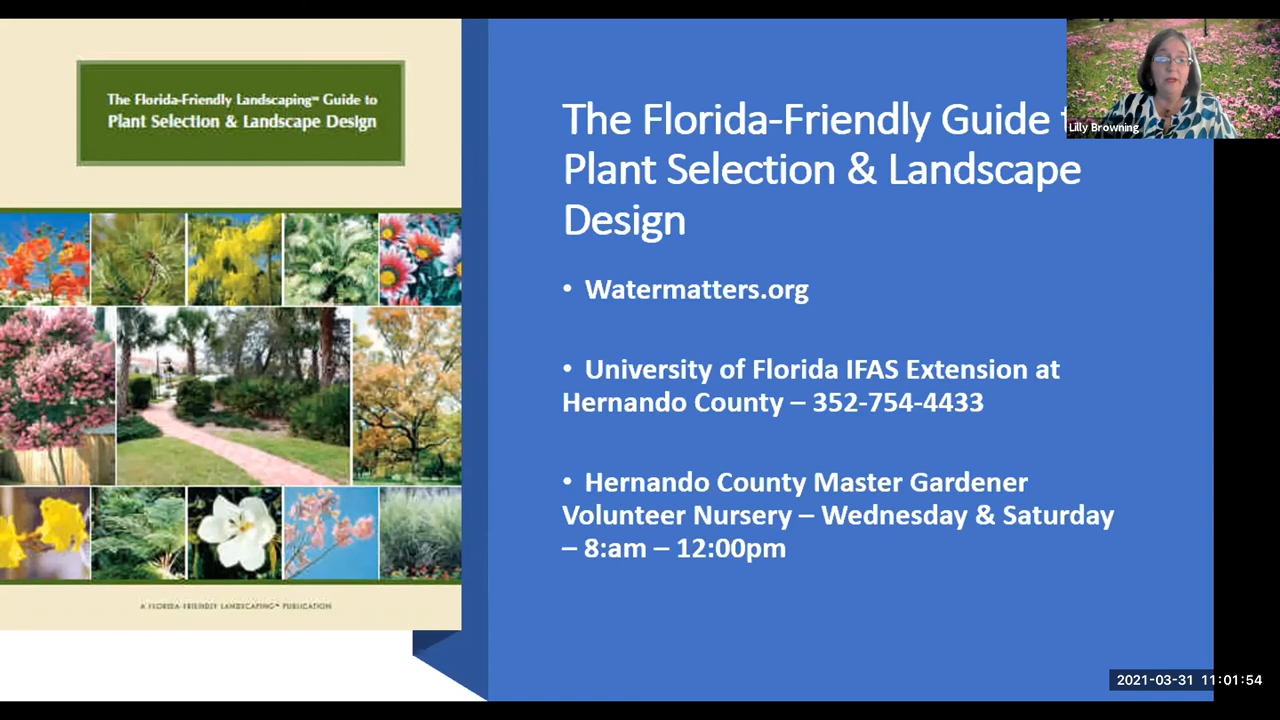 The Florida-Friendly Landscaping™ Guide to
Plant Selection & Landscape Design
A FLORIDA-FRIENDLY LANDSCAPING™ PUBLICATION
The Florida-Friendly Guide
Plant Selection & Landscape
Design
• Watermatters.org
• University of Florida IFAS Extension at
Hernando County – 352-754-4433
• Hernando County Master Gardener
Volunteer Nursery – Wednesday & Saturday
– 8:am – 12:00pm
Lilly Browning
2021-03-31 11:01:54